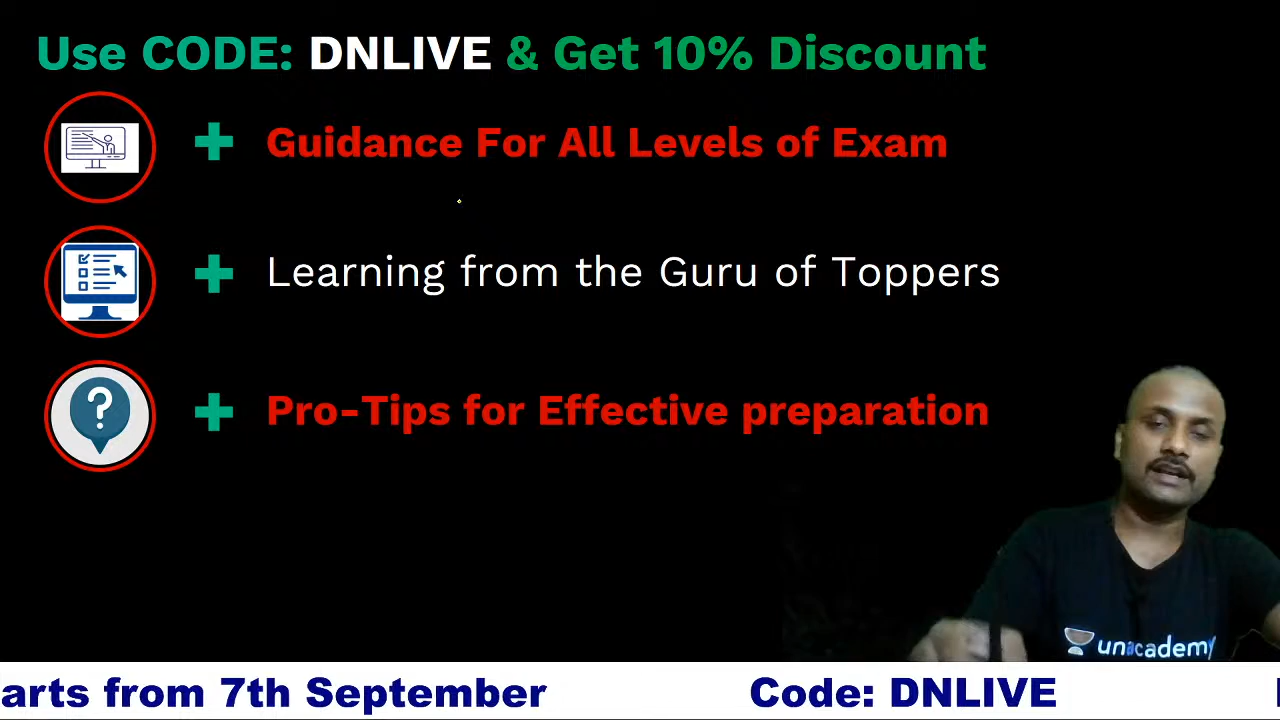 Use CODE: DNLIVE & Get 10% Discount
Guidance For All Levels of Exam
Learning from the Guru of Toppers
Pro-Tips for Effective preparation
unacademy
arts from 7th September Code: DNLIVE